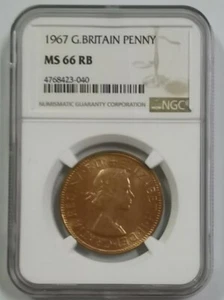 1967 G.BRITAIN PENNY
MS 66 RB
4768423-040
NUMISMATIC GUARANTY CORPORATION
NGC